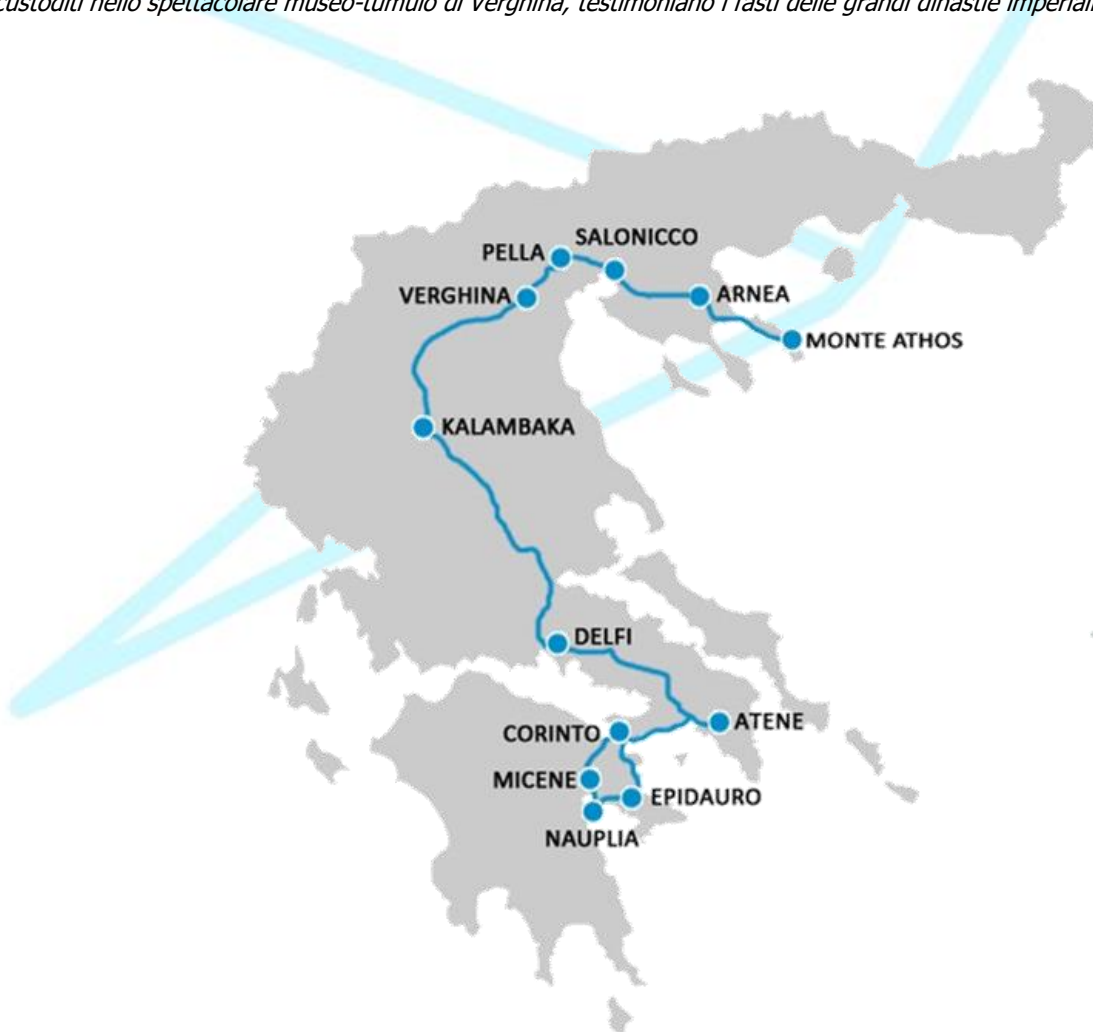 custoditi nello spettacolare museo-tumulo di Verghina, testimoniano i fasti delle grandi dinastie imperiali
SALONICCO
PELLA
VERGHINA
ARNEA
MONTE ATHOS
KALAMBAKA
DELFI
ATENE
CORINTO
MICENE
EPIDAURO
NAUPLIA